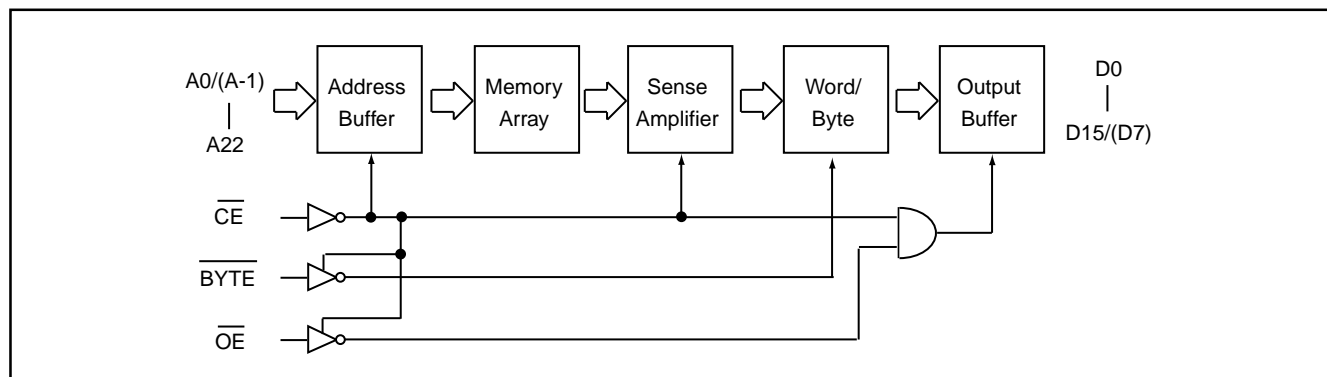 A0/(A-1)
A22
Address
Buffer
Memory
Array
Sense
Amplifier
Word/
Byte
Output
Buffer
D0
D15/(D7)
CE
BYTE
OE